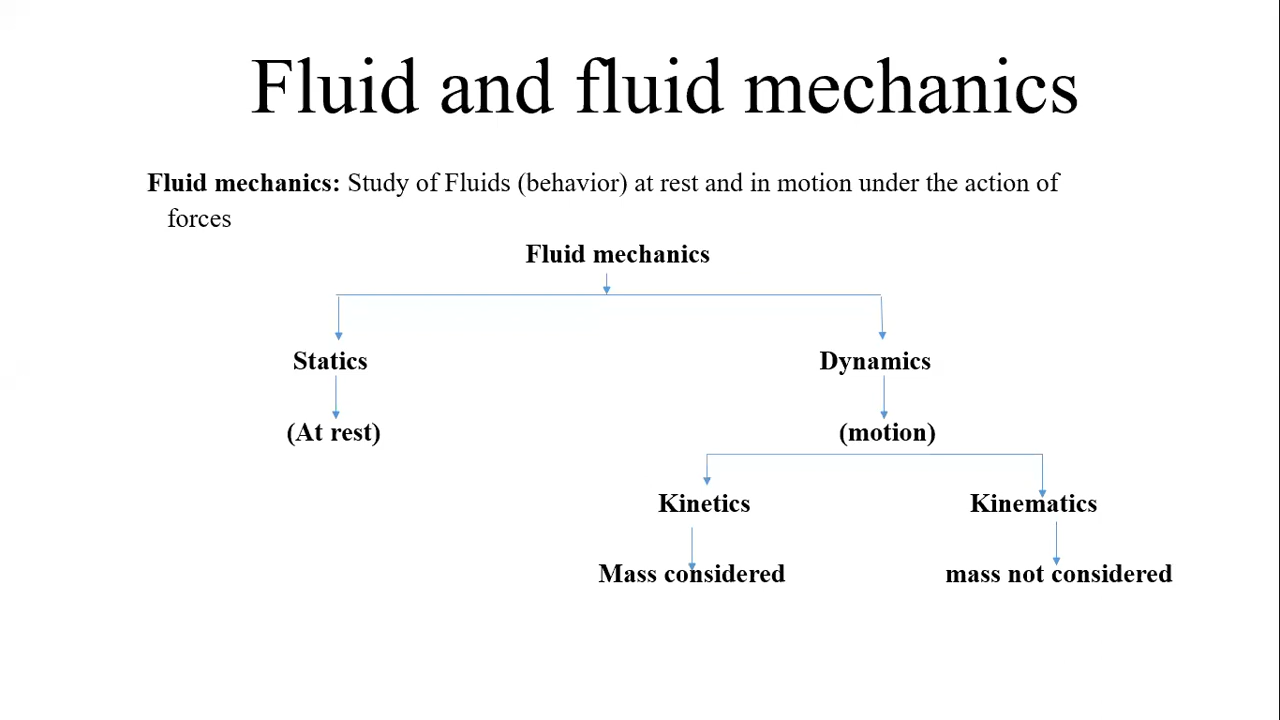 Fluid and fluid mechanics
Fluid mechanics: Study of Fluids (behavior) at rest and in motion under the action of
forces
Fluid mechanics
Statics
Dynamics
(At rest)
(motion)
Kinetics
Kinematics
Mass considered
mass not considered